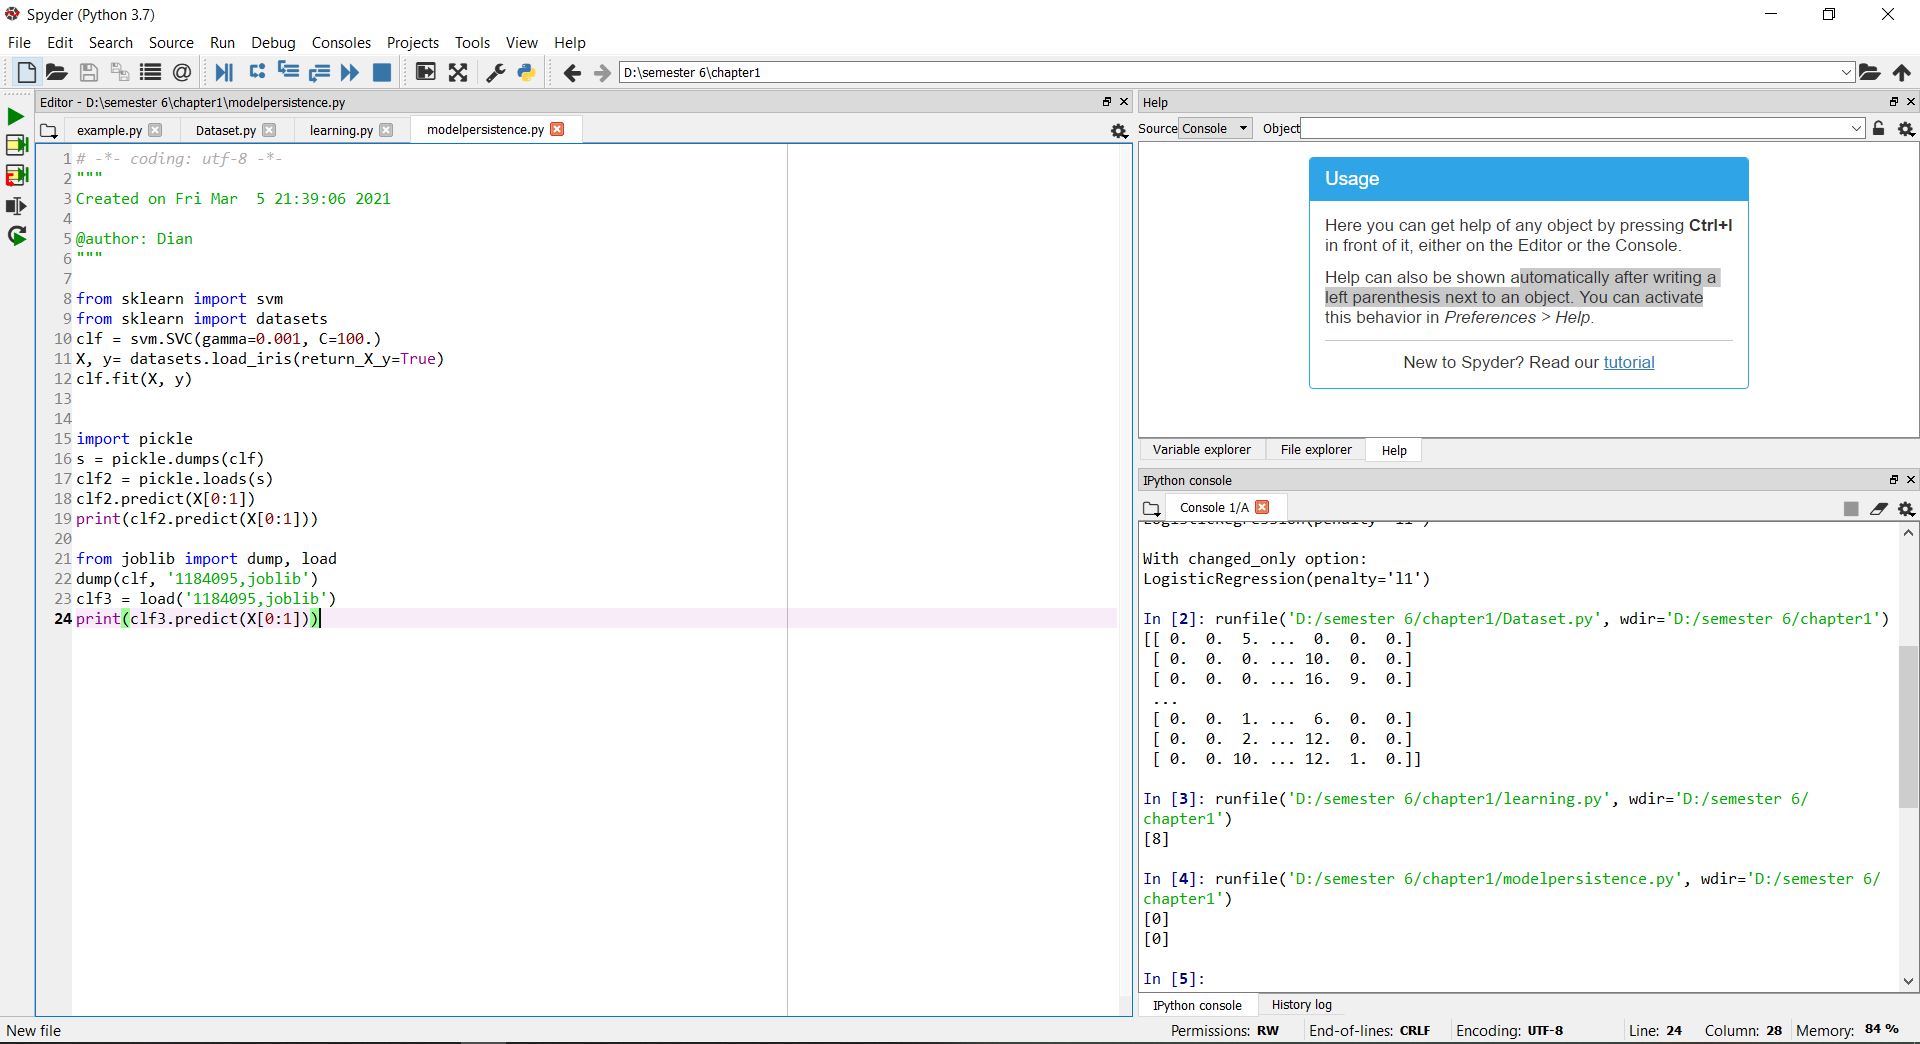 Spyder (Python 3.7)
File Edit Search Source Run Debug Consoles Projects Tools View Help
D:\semester 6\chapter1
Editor - D:\semester 6\chapter1\modelpersistence.py
example.py Dataset.py learning.py modelpersistence.py
1 # -*- coding: utf-8 -*-
2 """
3 Created on Fri Mar  5 21:39:06 2021
4
5 @author: Dian
6 """
7
8 from sklearn import svm
9 from sklearn import datasets
10 clf = svm.SVC(gamma=0.001, C=100.)
11 X, y= datasets.load_iris(return_X_y=True)
12 clf.fit(X, y)
13
14
15 import pickle
16 s = pickle.dumps(clf)
17 clf2 = pickle.loads(s)
18 clf2.predict(X[0:1])
19 print(clf2.predict(X[0:1]))
20
21 from joblib import dump, load
22 dump(clf, '1184095,joblib')
23 clf3 = load('1184095,joblib')
24 print(clf3.predict(X[0:1]))
Help
Source Console Object
Usage
Here you can get help of any object by pressing Ctrl+I
in front of it, either on the Editor or the Console.
Help can also be shown automatically after writing a
left parenthesis next to an object. You can activate
this behavior in Preferences > Help.
New to Spyder? Read our tutorial
Variable explorer File explorer Help
IPython console
Console 1/A
With changed_only option:
LogisticRegression(penalty='l1')
In [2]: runfile('D:/semester 6/chapter1/Dataset.py', wdir='D:/semester 6/chapter1')
[[ 0.  0.  5. ...  0.  0.  0.]
[ 0.  0.  0. ... 10.  0.  0.]
[ 0.  0.  0. ... 16.  9.  0.]
...
[ 0.  0.  1. ...  6.  0.  0.]
[ 0.  0.  2. ... 12.  0.  0.]
[ 0.  0. 10. ... 12.  1.  0.]]
In [3]: runfile('D:/semester 6/chapter1/learning.py', wdir='D:/semester 6/
chapter1')
[8]
In [4]: runfile('D:/semester 6/chapter1/modelpersistence.py', wdir='D:/semester 6/
chapter1')
[0]
[0]
In [5]:
IPython console History log
New file Permissions: RW End-of-lines: CRLF Encoding: UTF-8 Line: 24 Column: 28 Memory: 84 %